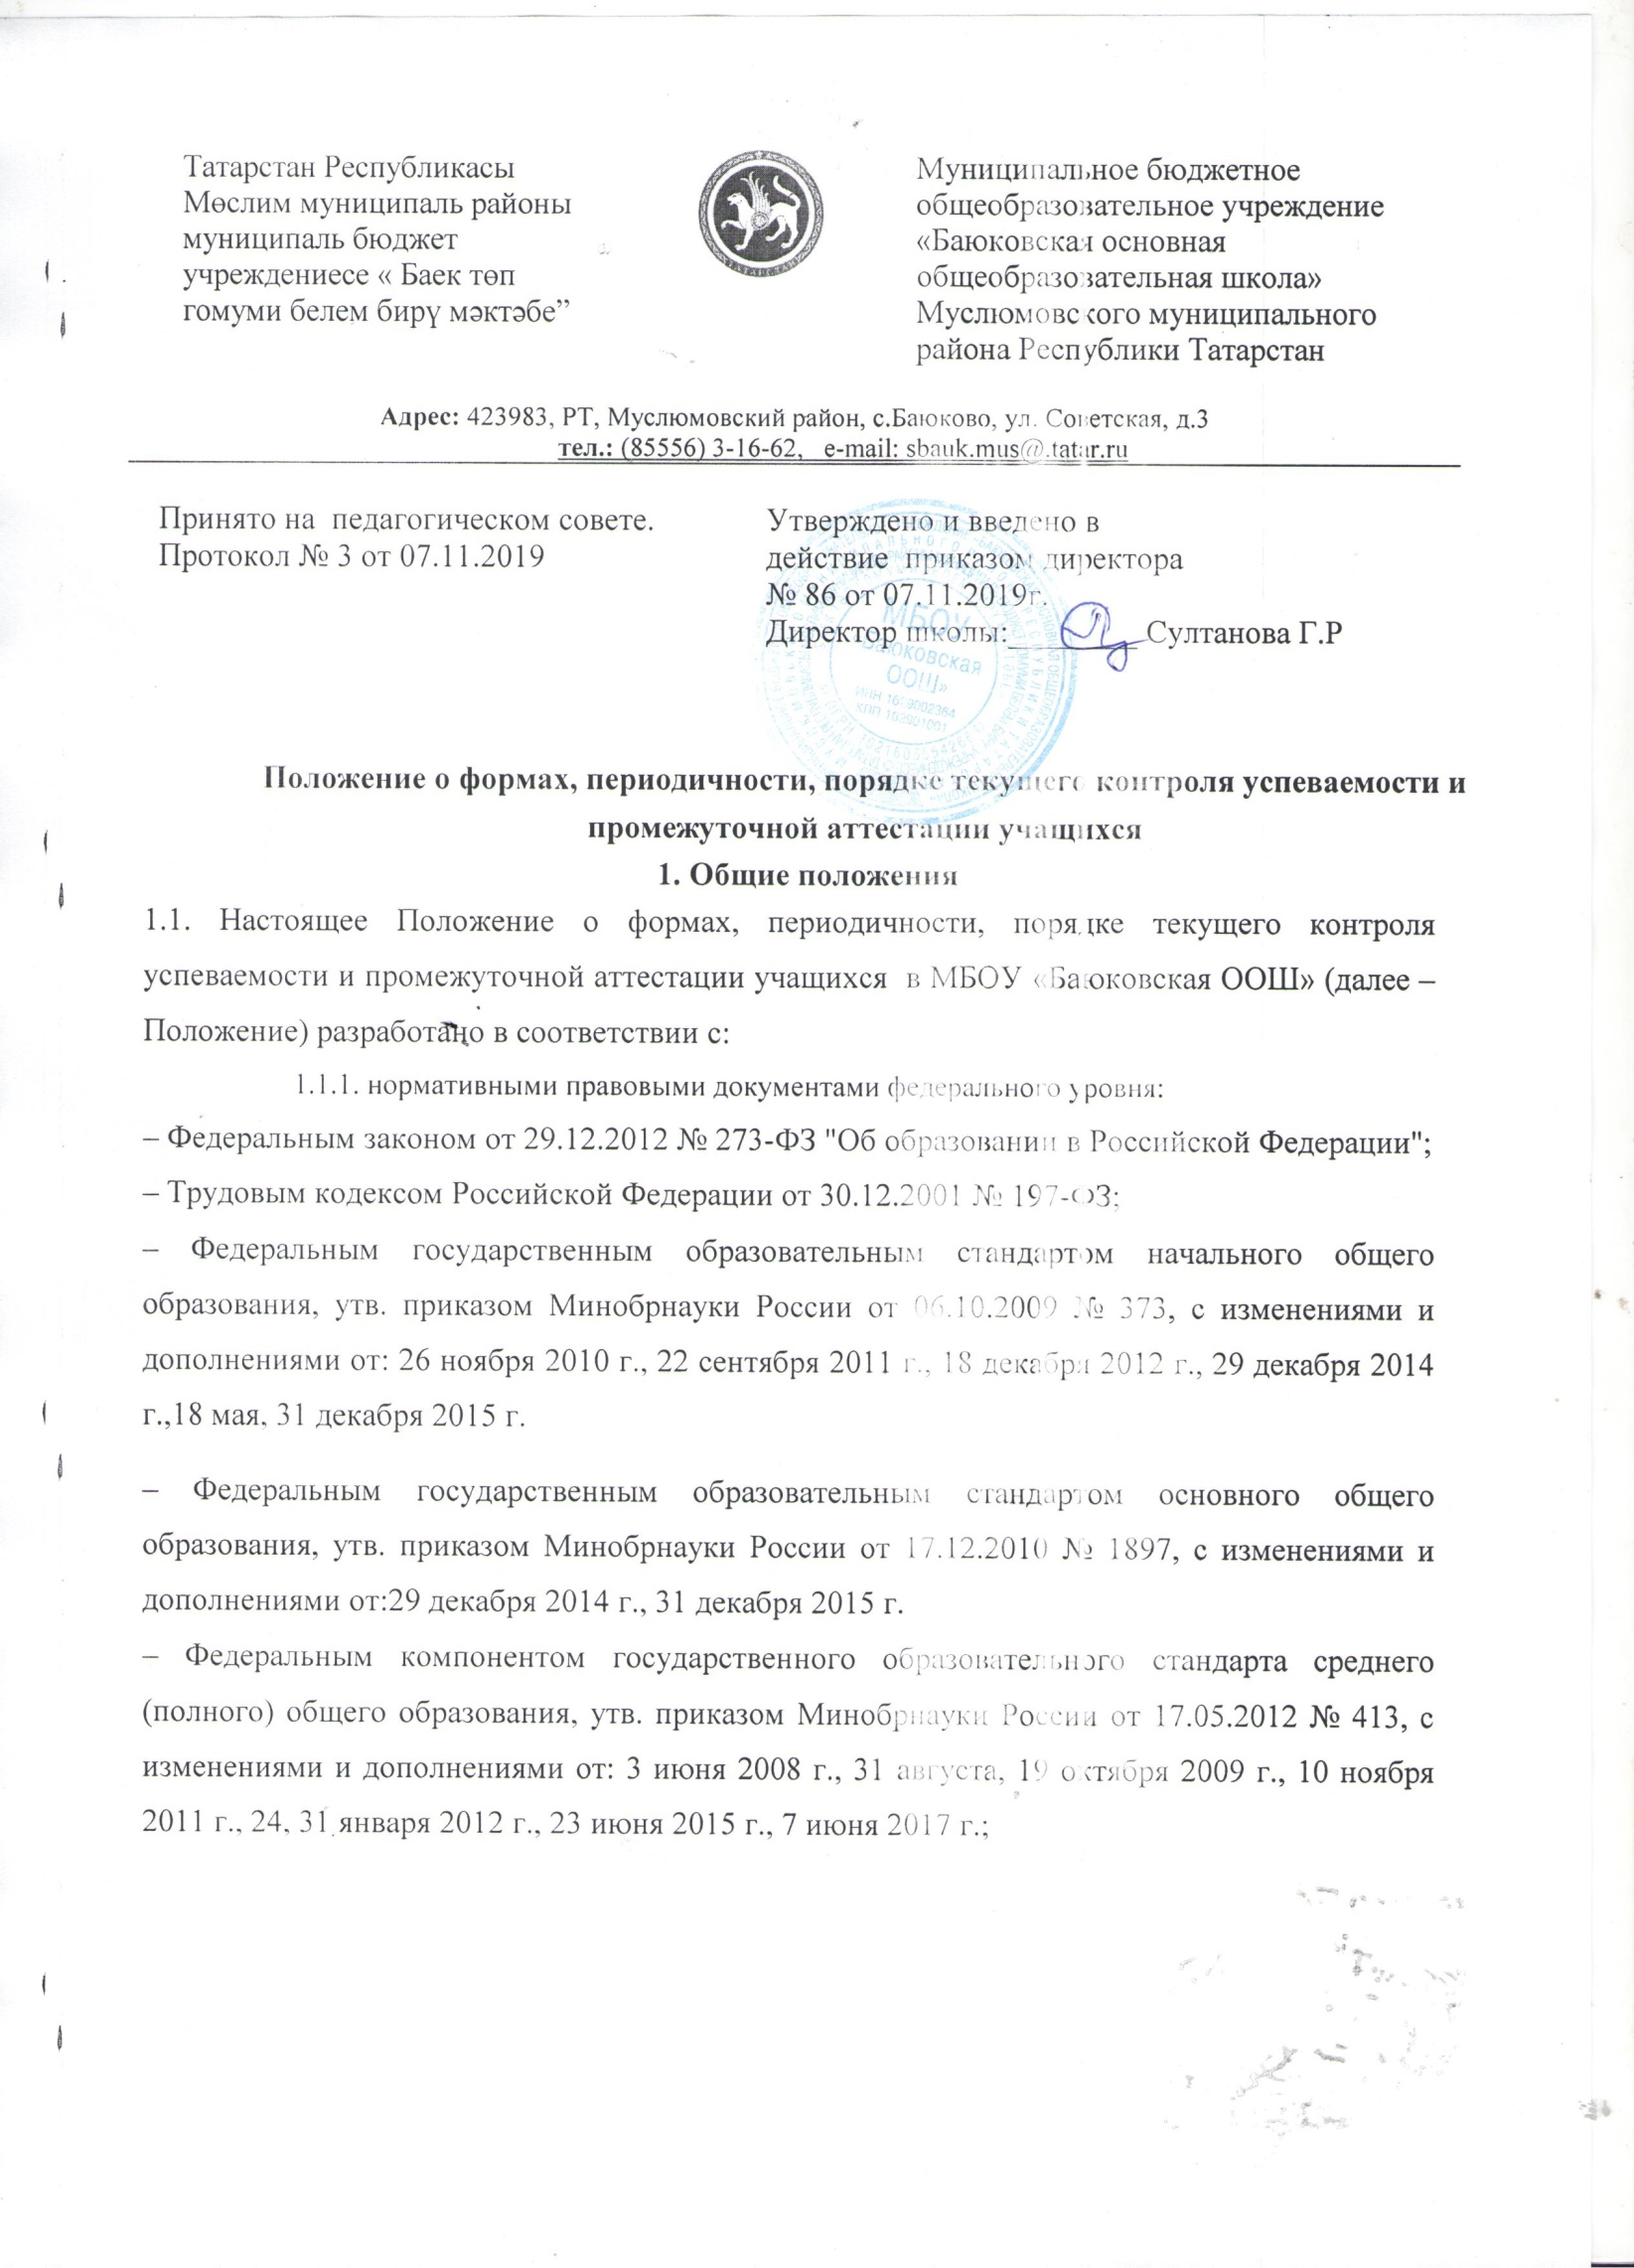 Татарстан Республикасы
Мөслим муниципаль районы
муниципаль бюджет
учреждениесе « Баек төп
гомуми белем бирү мәктәбе”
ТАТАРСТАН
Муниципальное бюджетное
общеобразовательное учреждение
«Баюковская основная
общеобразовательная школа»
Муслюмовского муниципального
района Республики Татарстан
Адрес: 423983, РТ, Муслюмовский район, с.Баюково, ул. Советская, д.3
тел.: (85556) 3-16-62, e-mail: sbauk.mus@.tatar.ru
Принято на педагогическом совете.
Протокол № 3 от 07.11.2019
Утверждено и введено в
действие приказом директора
№ 86 от 07.11.2019г.
Директор школы:________ Султанова Г.Р
МБОУ
Баюковская
ООШ»
Положение о формах, периодичности, порядке текущего контроля успеваемости и
промежуточной аттестации учащихся
1. Общие положения
1.1. Настоящее Положение о формах, периодичности, порядке текущего контроля
успеваемости и промежуточной аттестации учащихся в МБОУ «Баюковская ООШ» (далее –
Положение) разработано в соответствии с:
1.1.1. нормативными правовыми документами федерального уровня:
– Федеральным законом от 29.12.2012 № 273-ФЗ "Об образовании в Российской Федерации";
– Трудовым кодексом Российской Федерации от 30.12.2001 № 197-ФЗ;
– Федеральным государственным образовательным стандартом начального общего
образования, утв. приказом Минобрнауки России от 06.10.2009 № 373, с изменениями и
дополнениями от: 26 ноября 2010 г., 22 сентября 2011 г., 18 декабря 2012 г., 29 декабря 2014
г.,18 мая, 31 декабря 2015 г.
– Федеральным государственным образовательным стандартом основного общего
образования, утв. приказом Минобрнауки России от 17.12.2010 № 1897, с изменениями и
дополнениями от:29 декабря 2014 г., 31 декабря 2015 г.
– Федеральным компонентом государственного образовательного стандарта среднего
(полного) общего образования, утв. приказом Минобрнауки России от 17.05.2012 № 413, с
изменениями и дополнениями от: 3 июня 2008 г., 31 августа, 19 октября 2009 г., 10 ноября
2011 г., 24, 31 января 2012 г., 23 июня 2015 г., 7 июня 2017 г.;